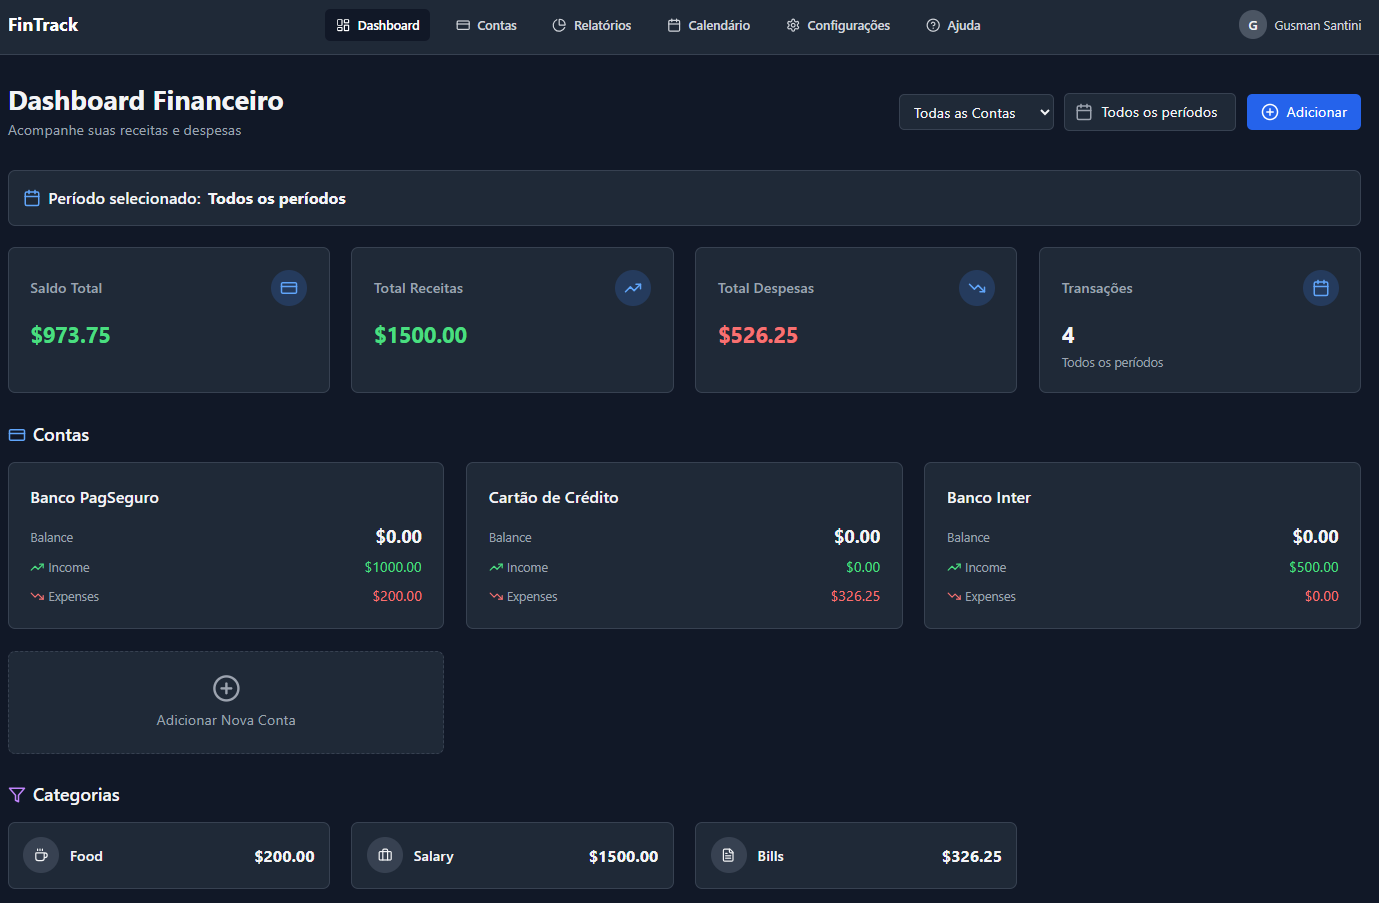 FinTrack
Dashboard
Contas
Relatórios
Calendário
Configurações
Ajuda
G
Gusman Santini
Dashboard Financeiro
Acompanhe suas receitas e despesas
Todas as Contas
Todos os períodos
Adicionar
Período selecionado: Todos os períodos
Saldo Total
$973.75
Total Receitas
$1500.00
Total Despesas
$526.25
Transações
4
Todos os períodos
Contas
Banco PagSeguro
Balance $0.00
Income $1000.00
Expenses $200.00
Cartão de Crédito
Balance $0.00
Income $0.00
Expenses $326.25
Banco Inter
Balance $0.00
Income $500.00
Expenses $0.00
Adicionar Nova Conta
Categorias
Food $200.00
Salary $1500.00
Bills $326.25